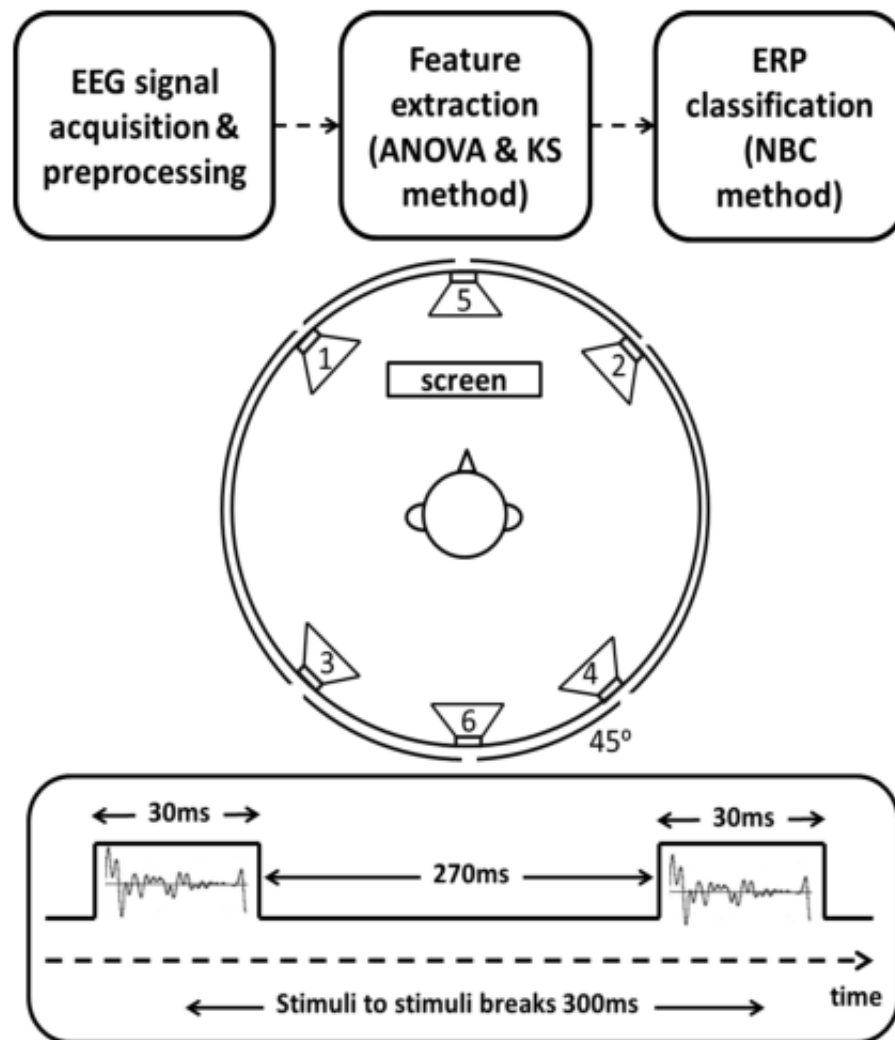 EEG signal
acquisition &
preprocessing
Feature
extraction
(ANOVA & KS
method)
ERP
classification
(NBC
method)
5
1
2
screen
3
4
6
45º
30ms
30ms
270ms
time
Stimuli to stimuli breaks 300ms